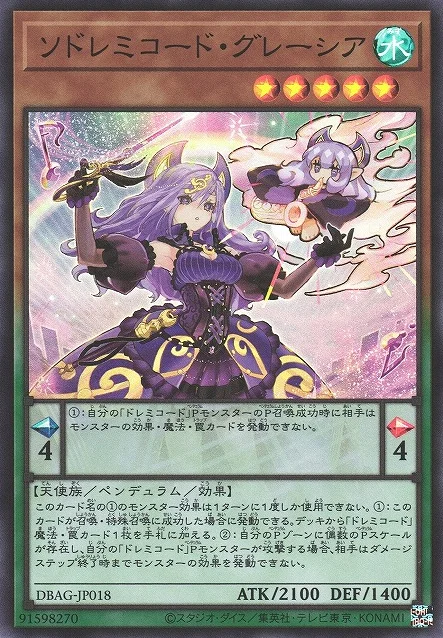 ソドレミコード・グレーシア
水
①:自分の「ドレミコード」PモンスターのP召喚成功時に相手は
モンスターの効果・魔法・罠カードを発動できない。
4
4
【天使族/ペンデュラム/効果】
このカード名の①のモンスター効果は1ターンに1度しか使用できない。①:こ
のカードが召喚・特殊召喚に成功した場合に発動できる。デッキから「ドレミコード」
魔法・罠カード1枚を手札に加える。②:自分のPゾーンに偶数のPスケール
が存在し、自分の「ドレミコード」Pモンスターが攻撃する場合、相手はダメージ
ステップ終了時までモンスターの効果を発動できない。
DBAG-JP018
ATK/2100 DEF/1400
91598270
©スタジオ・ダイス/集英社・テレビ東京・KONAMI